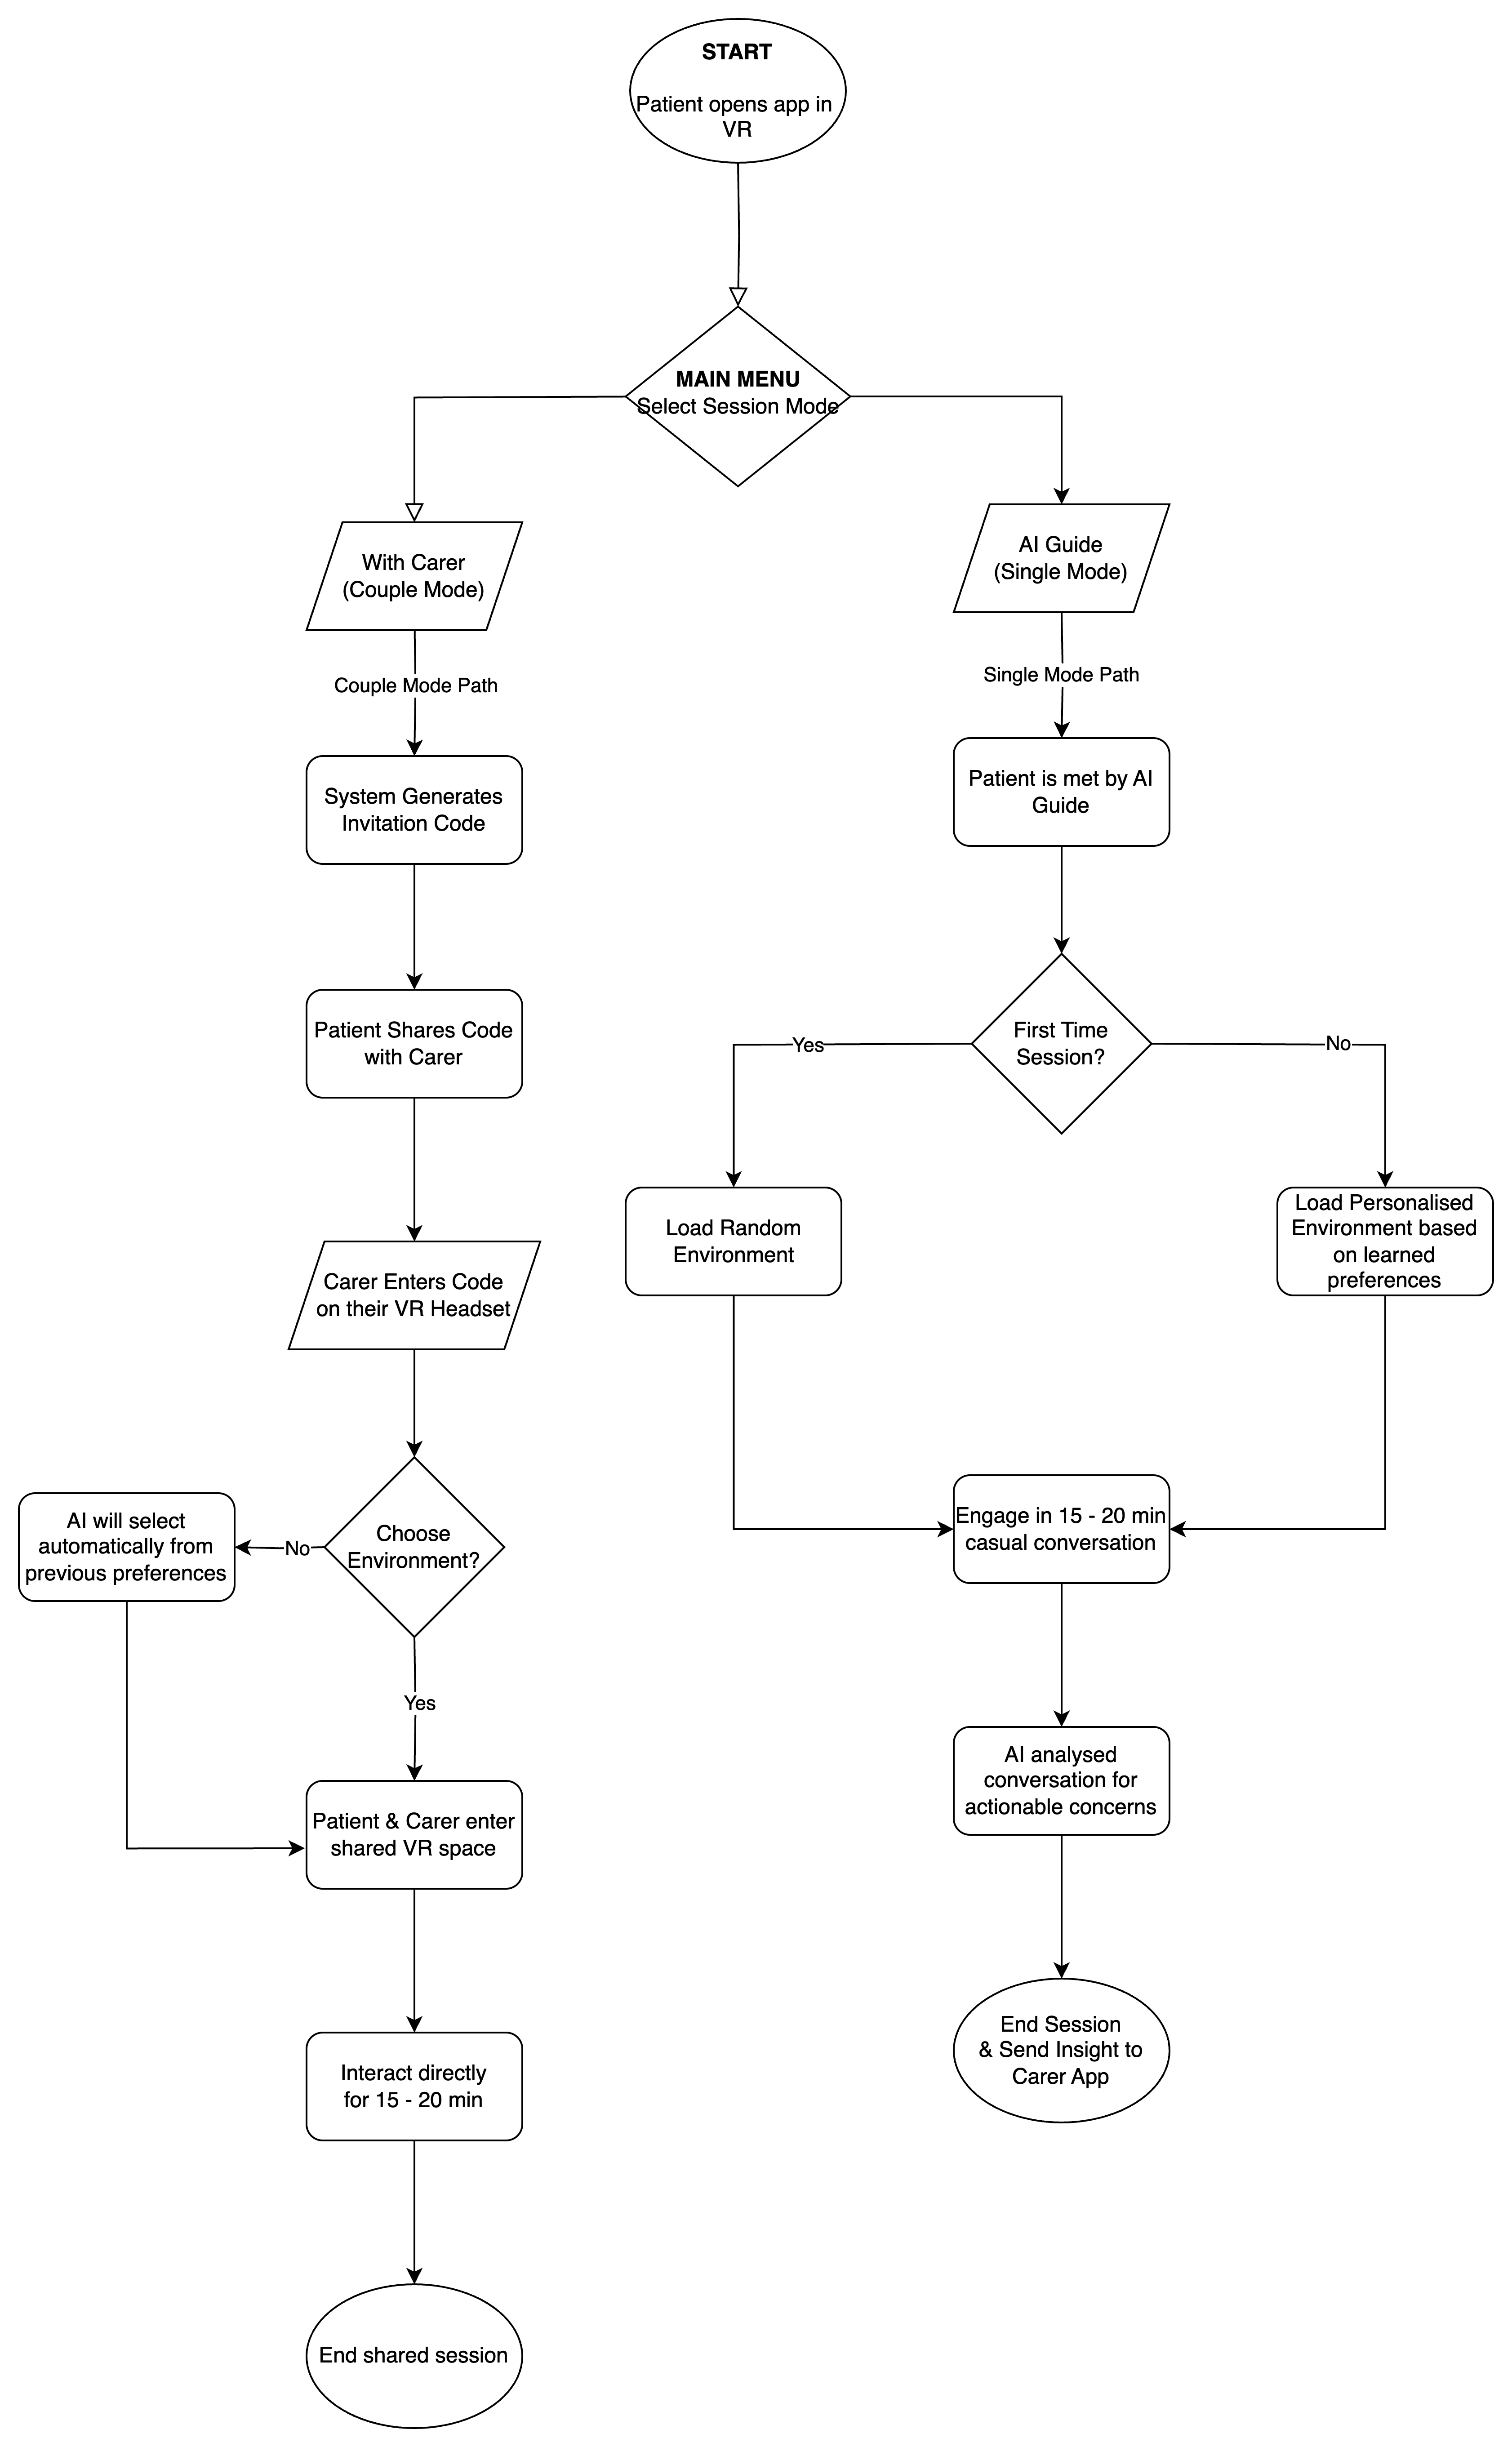 START
Patient opens app in
VR
MAIN MENU
Select Session Mode
With Carer
(Couple Mode)
AI Guide
(Single Mode)
Couple Mode Path
Single Mode Path
System Generates
Invitation Code
Patient is met by AI
Guide
Patient Shares Code
with Carer
First Time
Session?
Yes
No
Load Random
Environment
Load Personalised
Environment based
on learned
preferences
Carer Enters Code
on their VR Headset
Choose
Environment?
No
AI will select
automatically from
previous preferences
Engage in 15 - 20 min
casual conversation
Yes
Patient & Carer enter
shared VR space
AI analysed
conversation for
actionable concerns
Interact directly
for 15 - 20 min
End Session
& Send Insight to
Carer App
End shared session